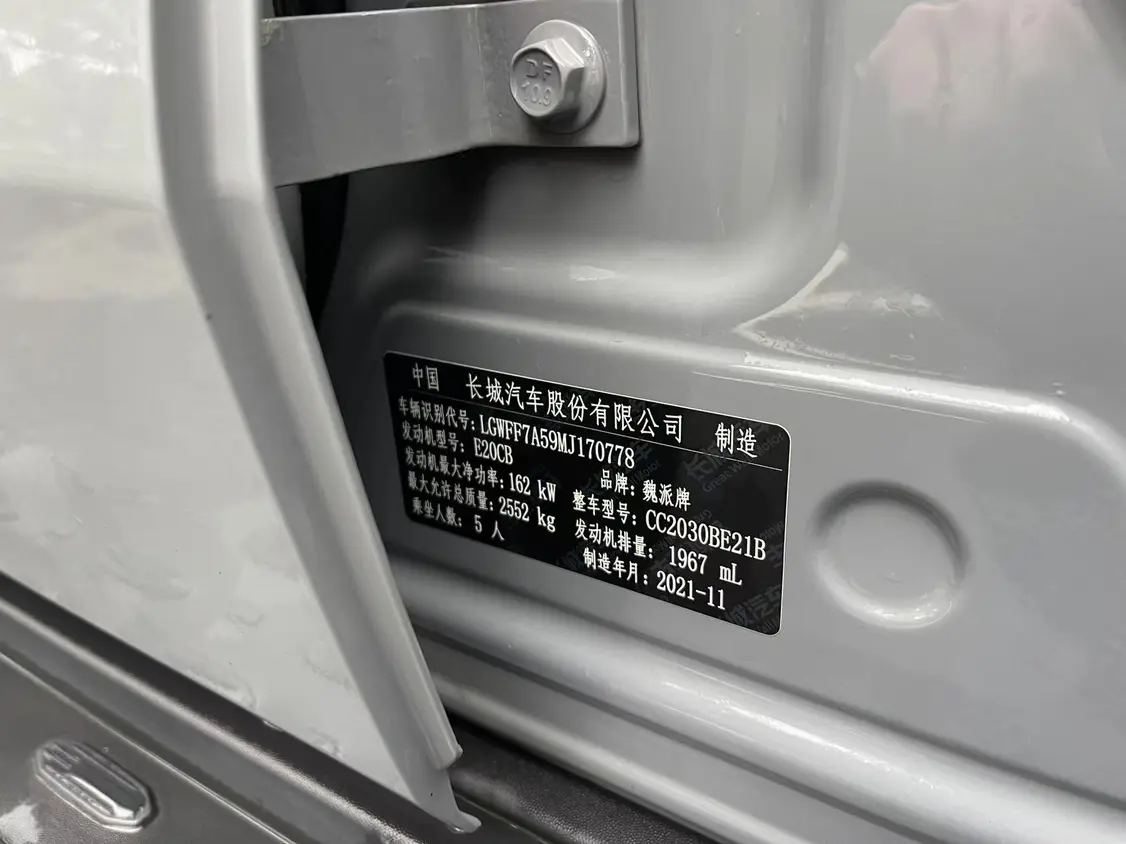 DF
10.9
中国 长城汽车股份有限公司 制造
车辆识别代号:LGWFF7A59MJ170778
发动机型号: E20CB 品牌: 魏派牌
发动机最大净功率:162 kW 整车型号: CC2030BE21B
最大允许总质量: 2552 kg 发动机排量: 1967 mL
乘坐人数: 5 人 制造年月: 2021-11